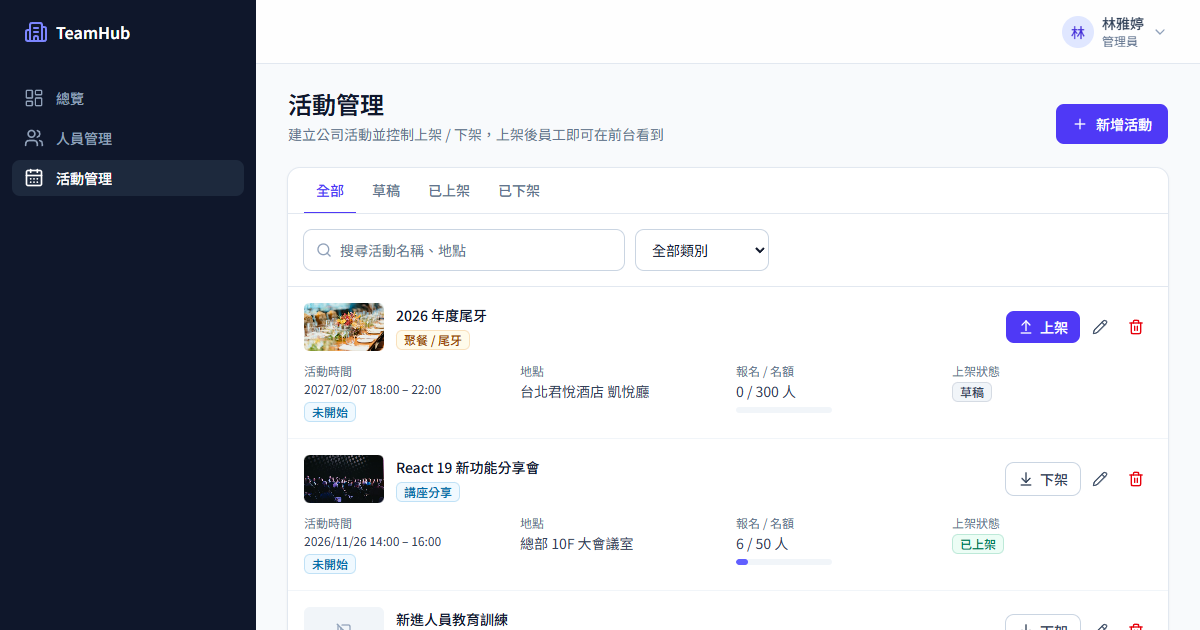 TeamHub
林
林雅婷
管理員
總覽
人員管理
活動管理
活動管理
建立公司活動並控制上架 / 下架，上架後員工即可在前台看到
新增活動
全部 草稿 已上架 已下架
搜尋活動名稱、地點 全部類別
2026 年度尾牙
聚餐 / 尾牙
上架
活動時間 地點 報名 / 名額 上架狀態
2027/02/07 18:00 – 22:00 台北君悅酒店 凱悅廳 0 / 300 人 草稿
未開始
React 19 新功能分享會
講座分享
下架
活動時間 地點 報名 / 名額 上架狀態
2026/11/26 14:00 – 16:00 總部 10F 大會議室 6 / 50 人 已上架
未開始
新進人員教育訓練
下架